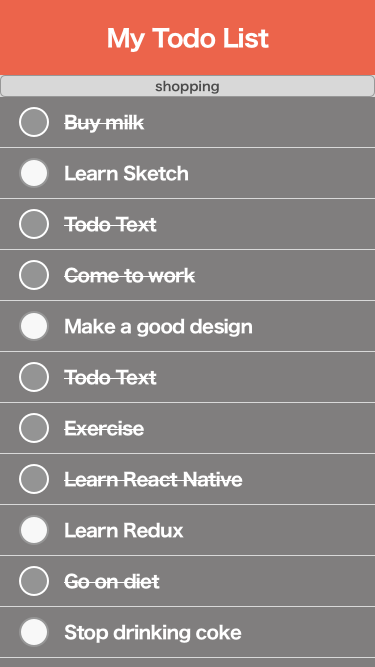 My Todo List
shopping
Buy milk
Learn Sketch
Todo Text
Come to work
Make a good design
Todo Text
Exercise
Learn React Native
Learn Redux
Go on diet
Stop drinking coke